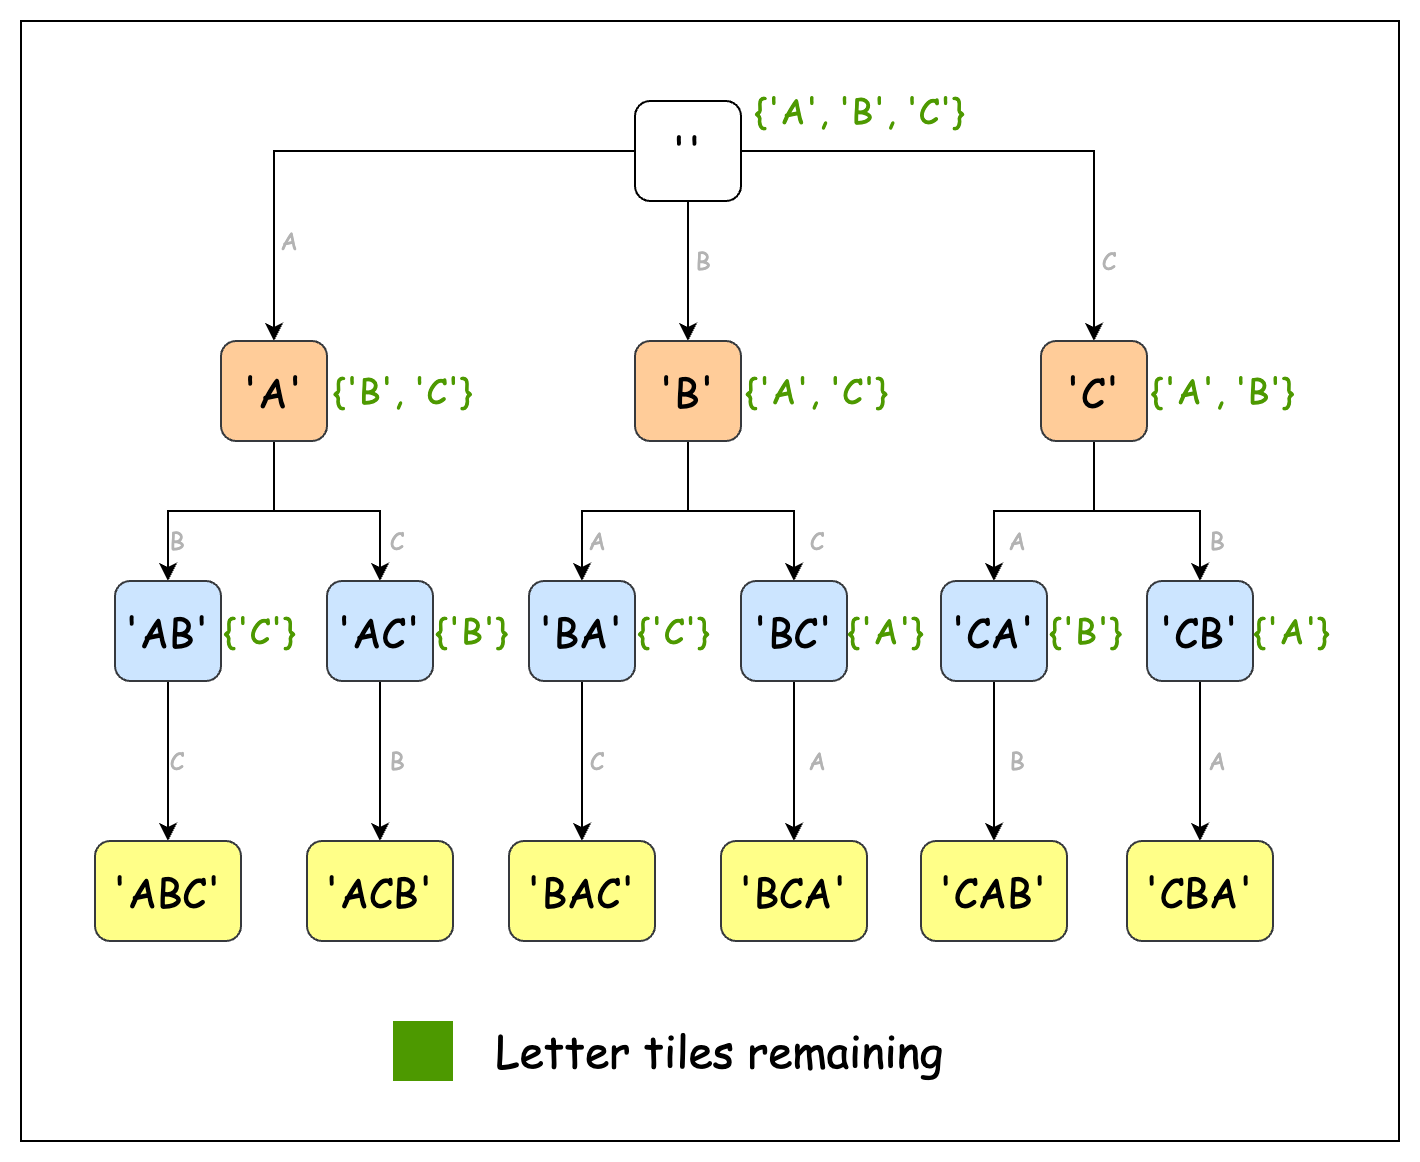 {'A', 'B', 'C'}
''
A
B
C
'A' {'B', 'C'} 'B' {'A', 'C'} 'C' {'A', 'B'}
B C A C A B
'AB' {'C'} 'AC' {'B'} 'BA' {'C'} 'BC' {'A'} 'CA' {'B'} 'CB' {'A'}
C B C A B A
'ABC' 'ACB' 'BAC' 'BCA' 'CAB' 'CBA'
Letter tiles remaining